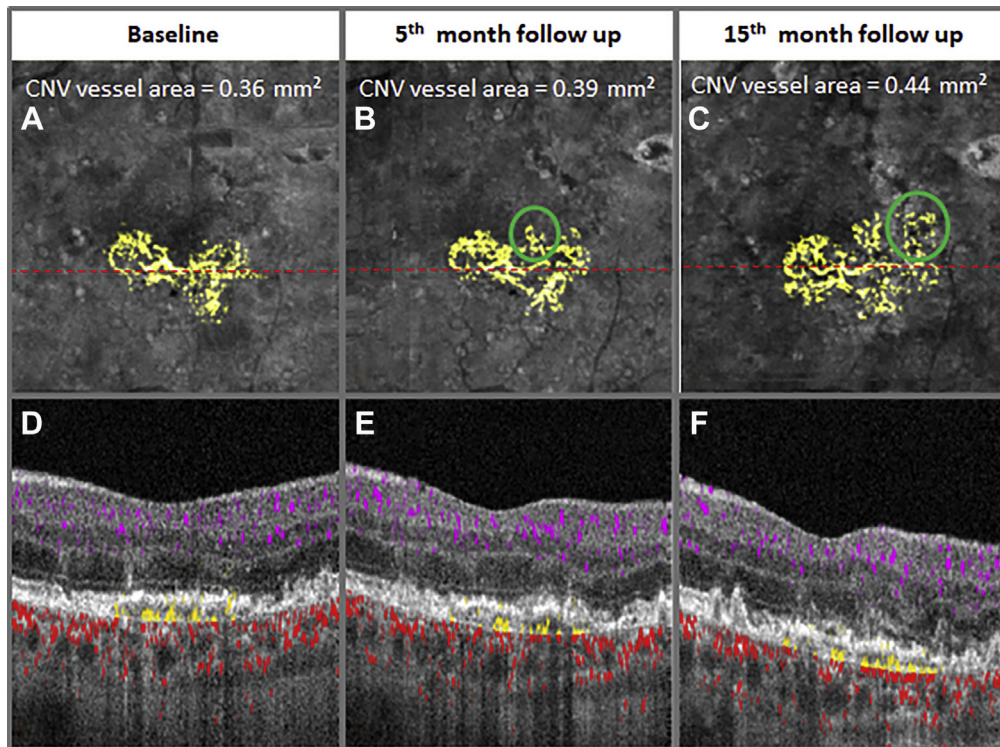 Baseline
5th month follow up
15th month follow up
CNV vessel area = 0.36 mm²
CNV vessel area = 0.39 mm²
CNV vessel area = 0.44 mm²
A
B
C
D
E
F